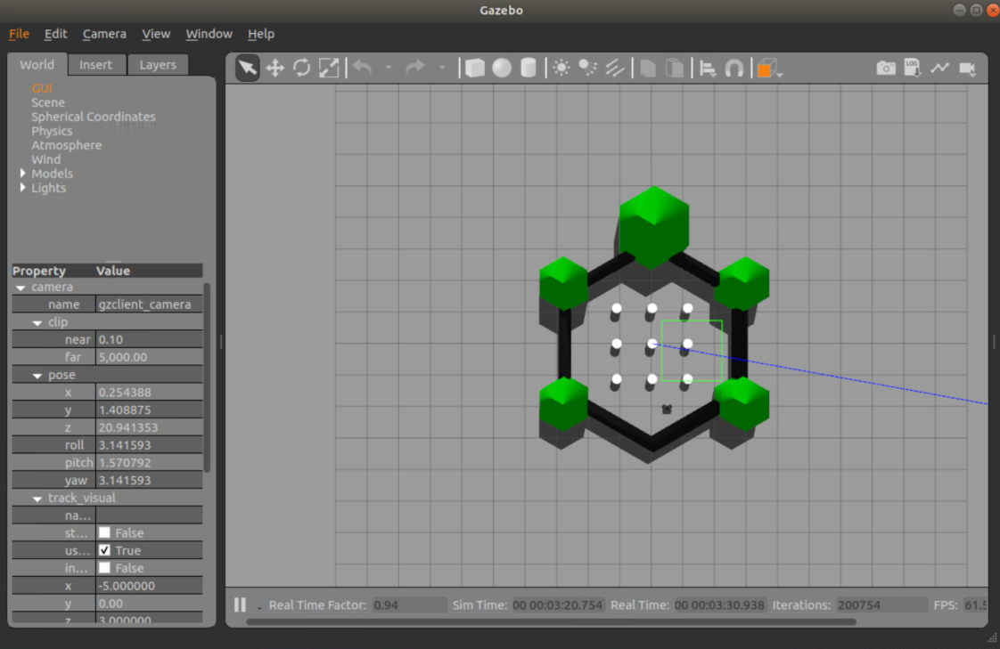 Gazebo
File Edit Camera View Window Help
World Insert Layers
GUI
Scene
Spherical Coordinates
Physics
Atmosphere
Wind
Models
Lights
LOG
Property Value
camera
name gzclient_camera
clip
near 0.10
far 5,000.00
pose
x 0.254388
y 1.408875
z 20.941353
roll 3.141593
pitch 1.570792
yaw 3.141593
track_visual
na...
st... False
us... True
in... False
x -5.000000
y 0.00
z 3.000000
Real Time Factor: 0.94 Sim Time: 00 00:03:20.754 Real Time: 00 00:03:30.938 Iterations: 200754 FPS: 61.5